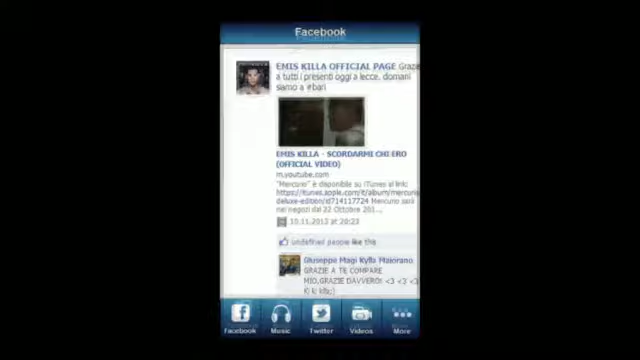 Facebook
EMIS KILLA OFFICIAL PAGE Grazie
a tutti i presenti oggi a lecce, domani
siamo a #bari
EMIS KILLA - SCORDARMI CHI ERO
(OFFICIAL VIDEO)
m.youtube.com
"Mercurio" è disponibile su iTunes al link:
https://itunes.apple.com/it/album/mercurio-
deluxe-edition/id714117724 Mercurio sarà
nei negozi dal 22 Ottobre 201...
10.11.2013 at 20:23
undefined people like this
Giuseppe Magi Kylla Maiorano
GRAZIE A TE COMPARE
MIO,GRAZIE DAVVERO! <3 <3 <3
Facebook Music Twitter Videos More